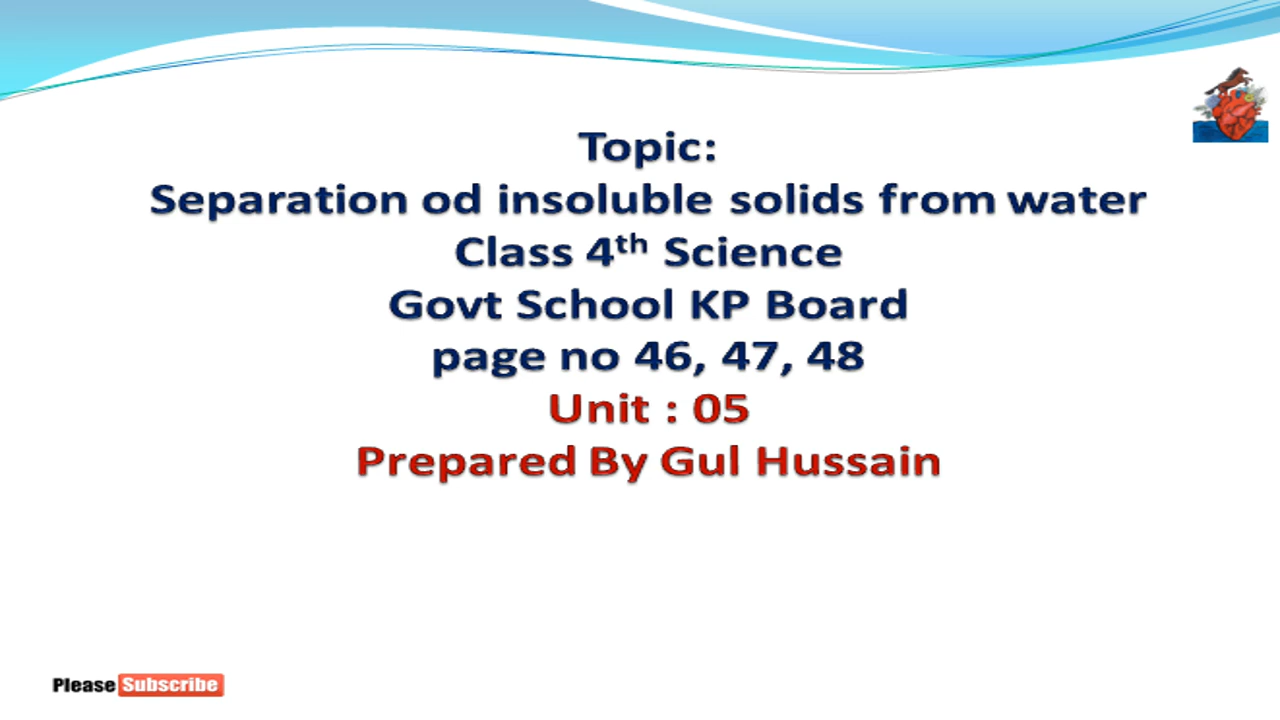 Topic:
Separation od insoluble solids from water
Class 4th Science
Govt School KP Board
page no 46, 47, 48
Unit : 05
Prepared By Gul Hussain
Please Subscribe